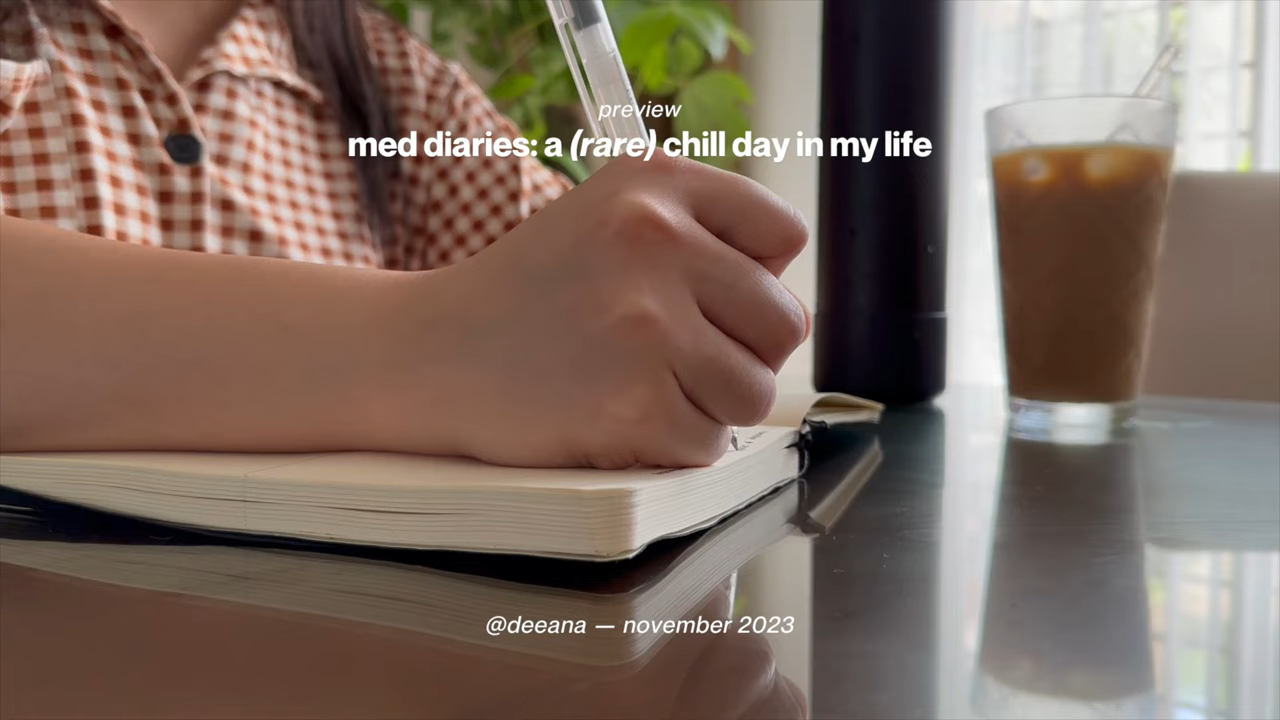 preview
med diaries: a (rare) chill day in my life
@deeana — november 2023